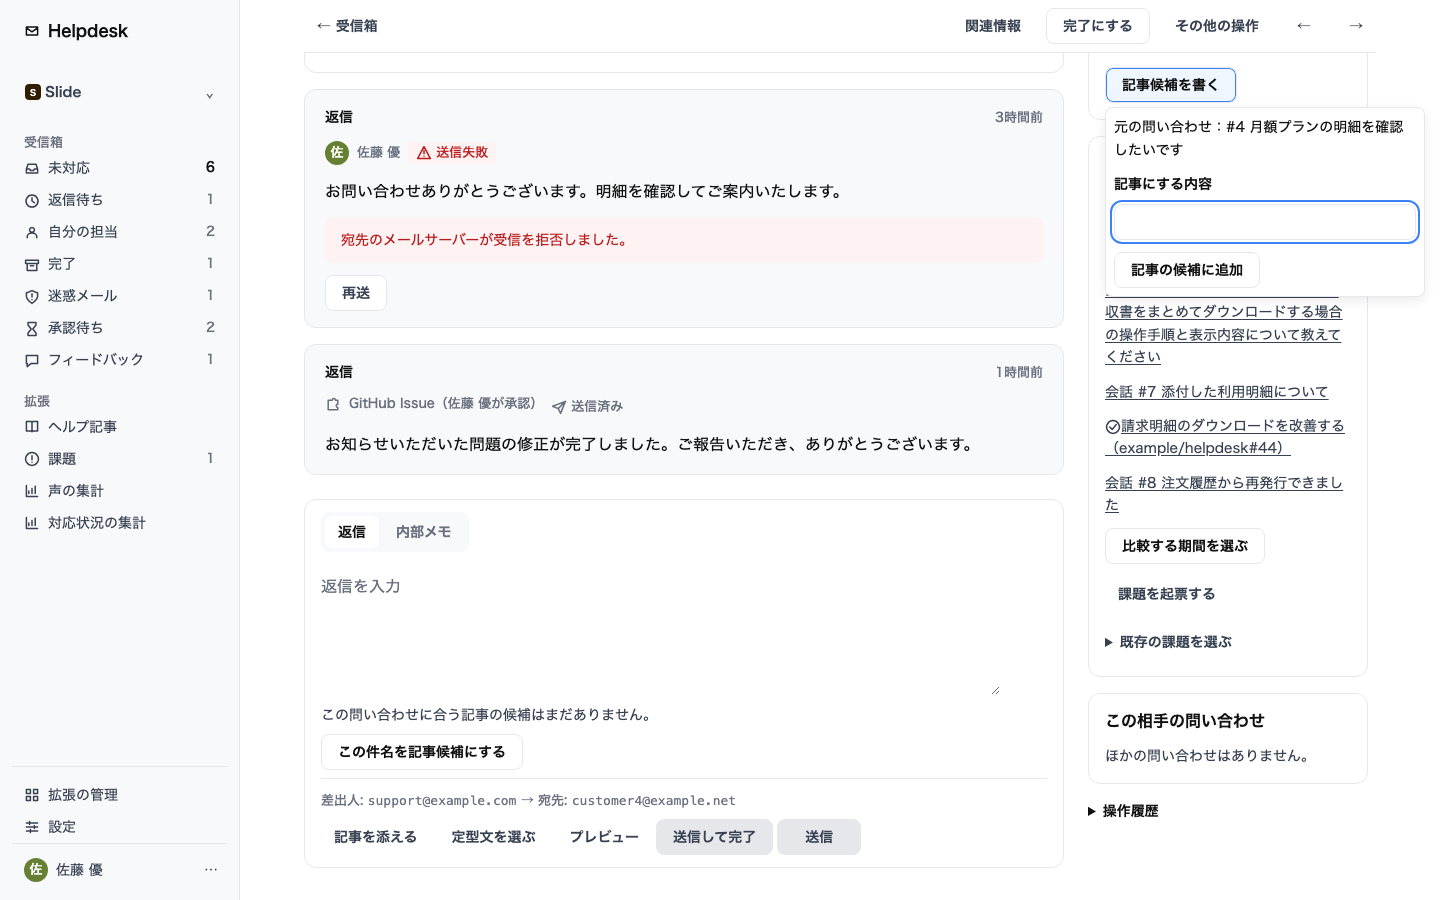 Helpdesk
S Slide
受信箱
未対応 6
返信待ち 1
自分の担当 2
完了 1
迷惑メール 1
承認待ち 2
フィードバック 1
拡張
ヘルプ記事
課題 1
声の集計
対応状況の集計
拡張の管理
設定
佐 佐藤 優 …
← 受信箱
関連情報
完了にする
その他の操作
←
→
返信
3時間前
佐 佐藤 優 送信失敗
お問い合わせありがとうございます。明細を確認してご案内いたします。
宛先のメールサーバーが受信を拒否しました。
再送
返信
1時間前
GitHub Issue（佐藤 優が承認） 送信済み
お知らせいただいた問題の修正が完了しました。ご報告いただき、ありがとうございます。
返信 内部メモ
返信を入力
この問い合わせに合う記事の候補はまだありません。
この件名を記事候補にする
差出人: support@example.com → 宛先: customer4@example.net
記事を添える 定型文を選ぶ プレビュー 送信して完了 送信
記事候補を書く
元の問い合わせ：#4 月額プランの明細を確認
したいです
記事にする内容
記事の候補に追加
収書をまとめてダウンロードする場合
の操作手順と表示内容について教えて
ください
会話 #7 添付した利用明細について
請求明細のダウンロードを改善する
（example/helpdesk#44）
会話 #8 注文履歴から再発行できまし
た
比較する期間を選ぶ
課題を起票する
既存の課題を選ぶ
この相手の問い合わせ
ほかの問い合わせはありません。
操作履歴